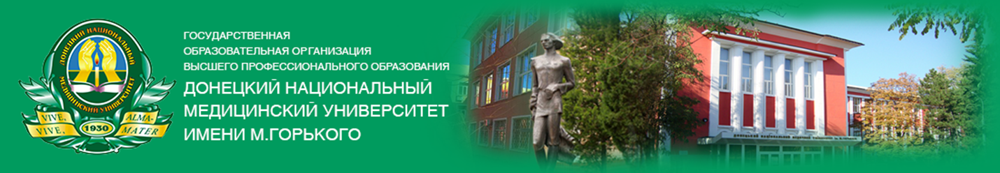 ДОНЕЦКИЙ НАЦИОНАЛЬНЫЙ
МЕДИЦИНСКИЙ УНИВЕРСИТЕТ
VIVE, VIVE,
1930
ALMA-MATER
ГОСУДАРСТВЕННАЯ
ОБРАЗОВАТЕЛЬНАЯ ОРГАНИЗАЦИЯ
ВЫСШЕГО ПРОФЕССИОНАЛЬНОГО ОБРАЗОВАНИЯ
ДОНЕЦКИЙ НАЦИОНАЛЬНЫЙ
МЕДИЦИНСКИЙ УНИВЕРСИТЕТ
ИМЕНИ М.ГОРЬКОГО